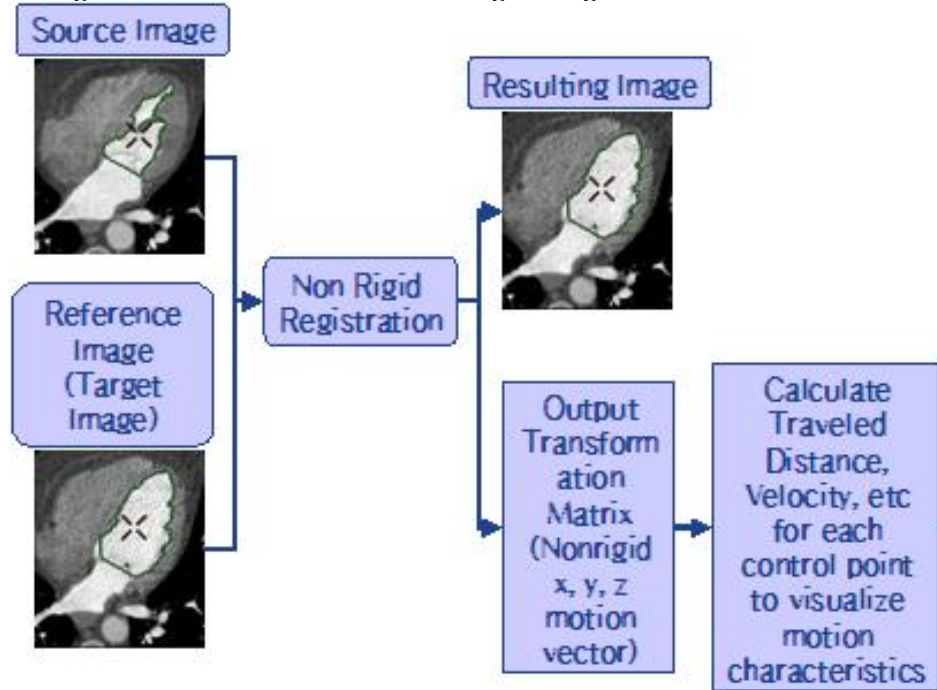 Source Image
Resulting Image
Non Rigid
Registration
Reference
Image
(Target
Image)
Output
Transform
ation
Matrix
(Nonrigid
x, y, z
motion
vector)
Calculate
Traveled
Distance,
Velocity, etc
for each
control point
to visualize
motion
characteristics